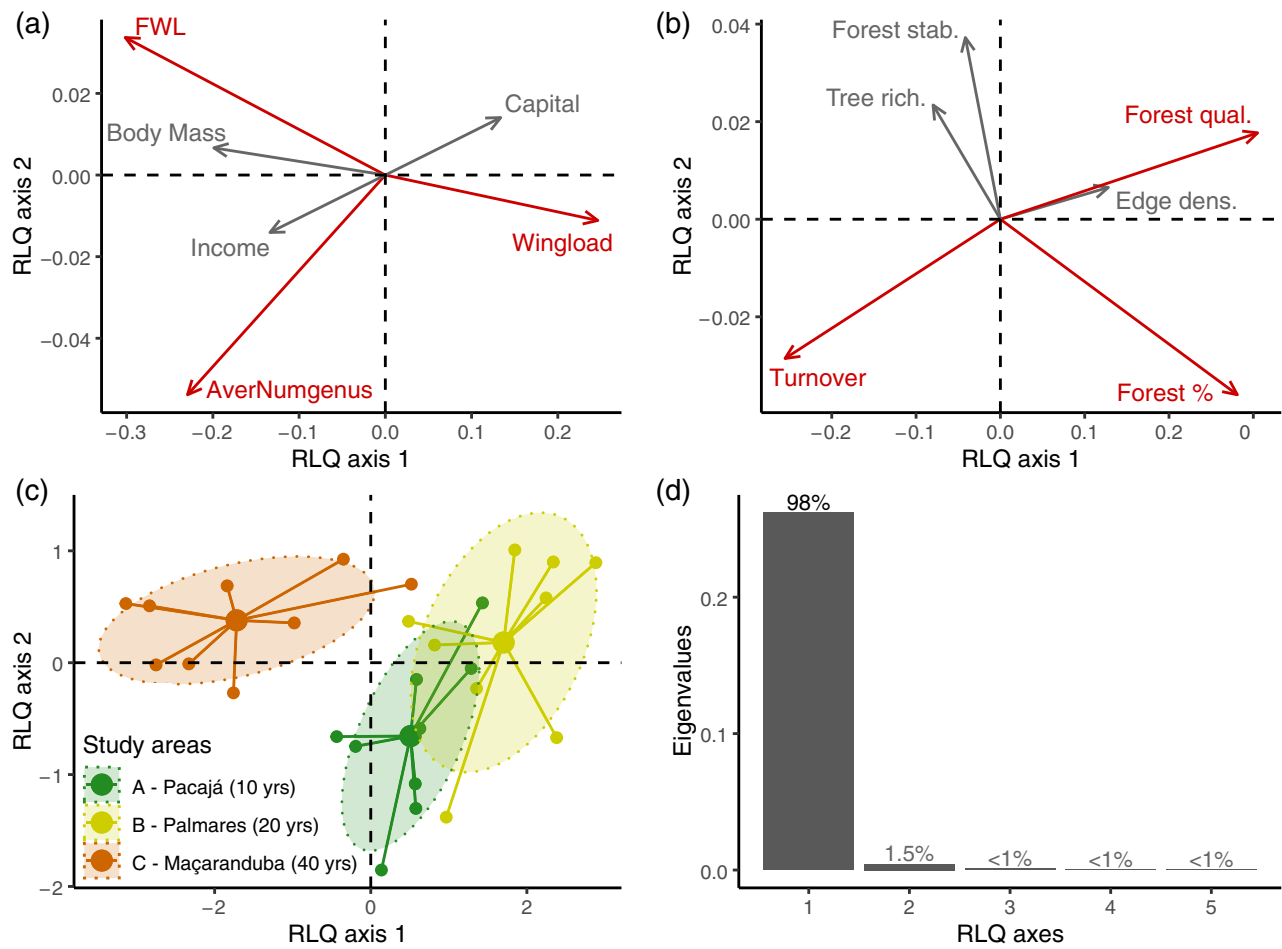 (a)
FWL
0.02
Capital
Body Mass
0.00
RLQ axis 2
Income
Wingload
−0.02
−0.04
AverNumgenus
−0.3
−0.2
−0.1
0.0
0.1
0.2
RLQ axis 1
(b)
0.04
Forest stab.
Tree rich.
Forest qual.
0.02
RLQ axis 2
Edge dens.
0.00
−0.02
Turnover
Forest %
−0.2
−0.1
0.0
0.1
0.2
0
RLQ axis 1
(c)
1
RLQ axis 2
0
Study areas
−1
A - Pacajá (10 yrs)
B - Palmares (20 yrs)
C - Maçaranduba (40 yrs)
−2
−2
0
2
RLQ axis 1
(d)
98%
0.2
Eigenvalues
0.1
1.5%
<1%
<1%
<1%
0.0
1
2
3
4
5
RLQ axes